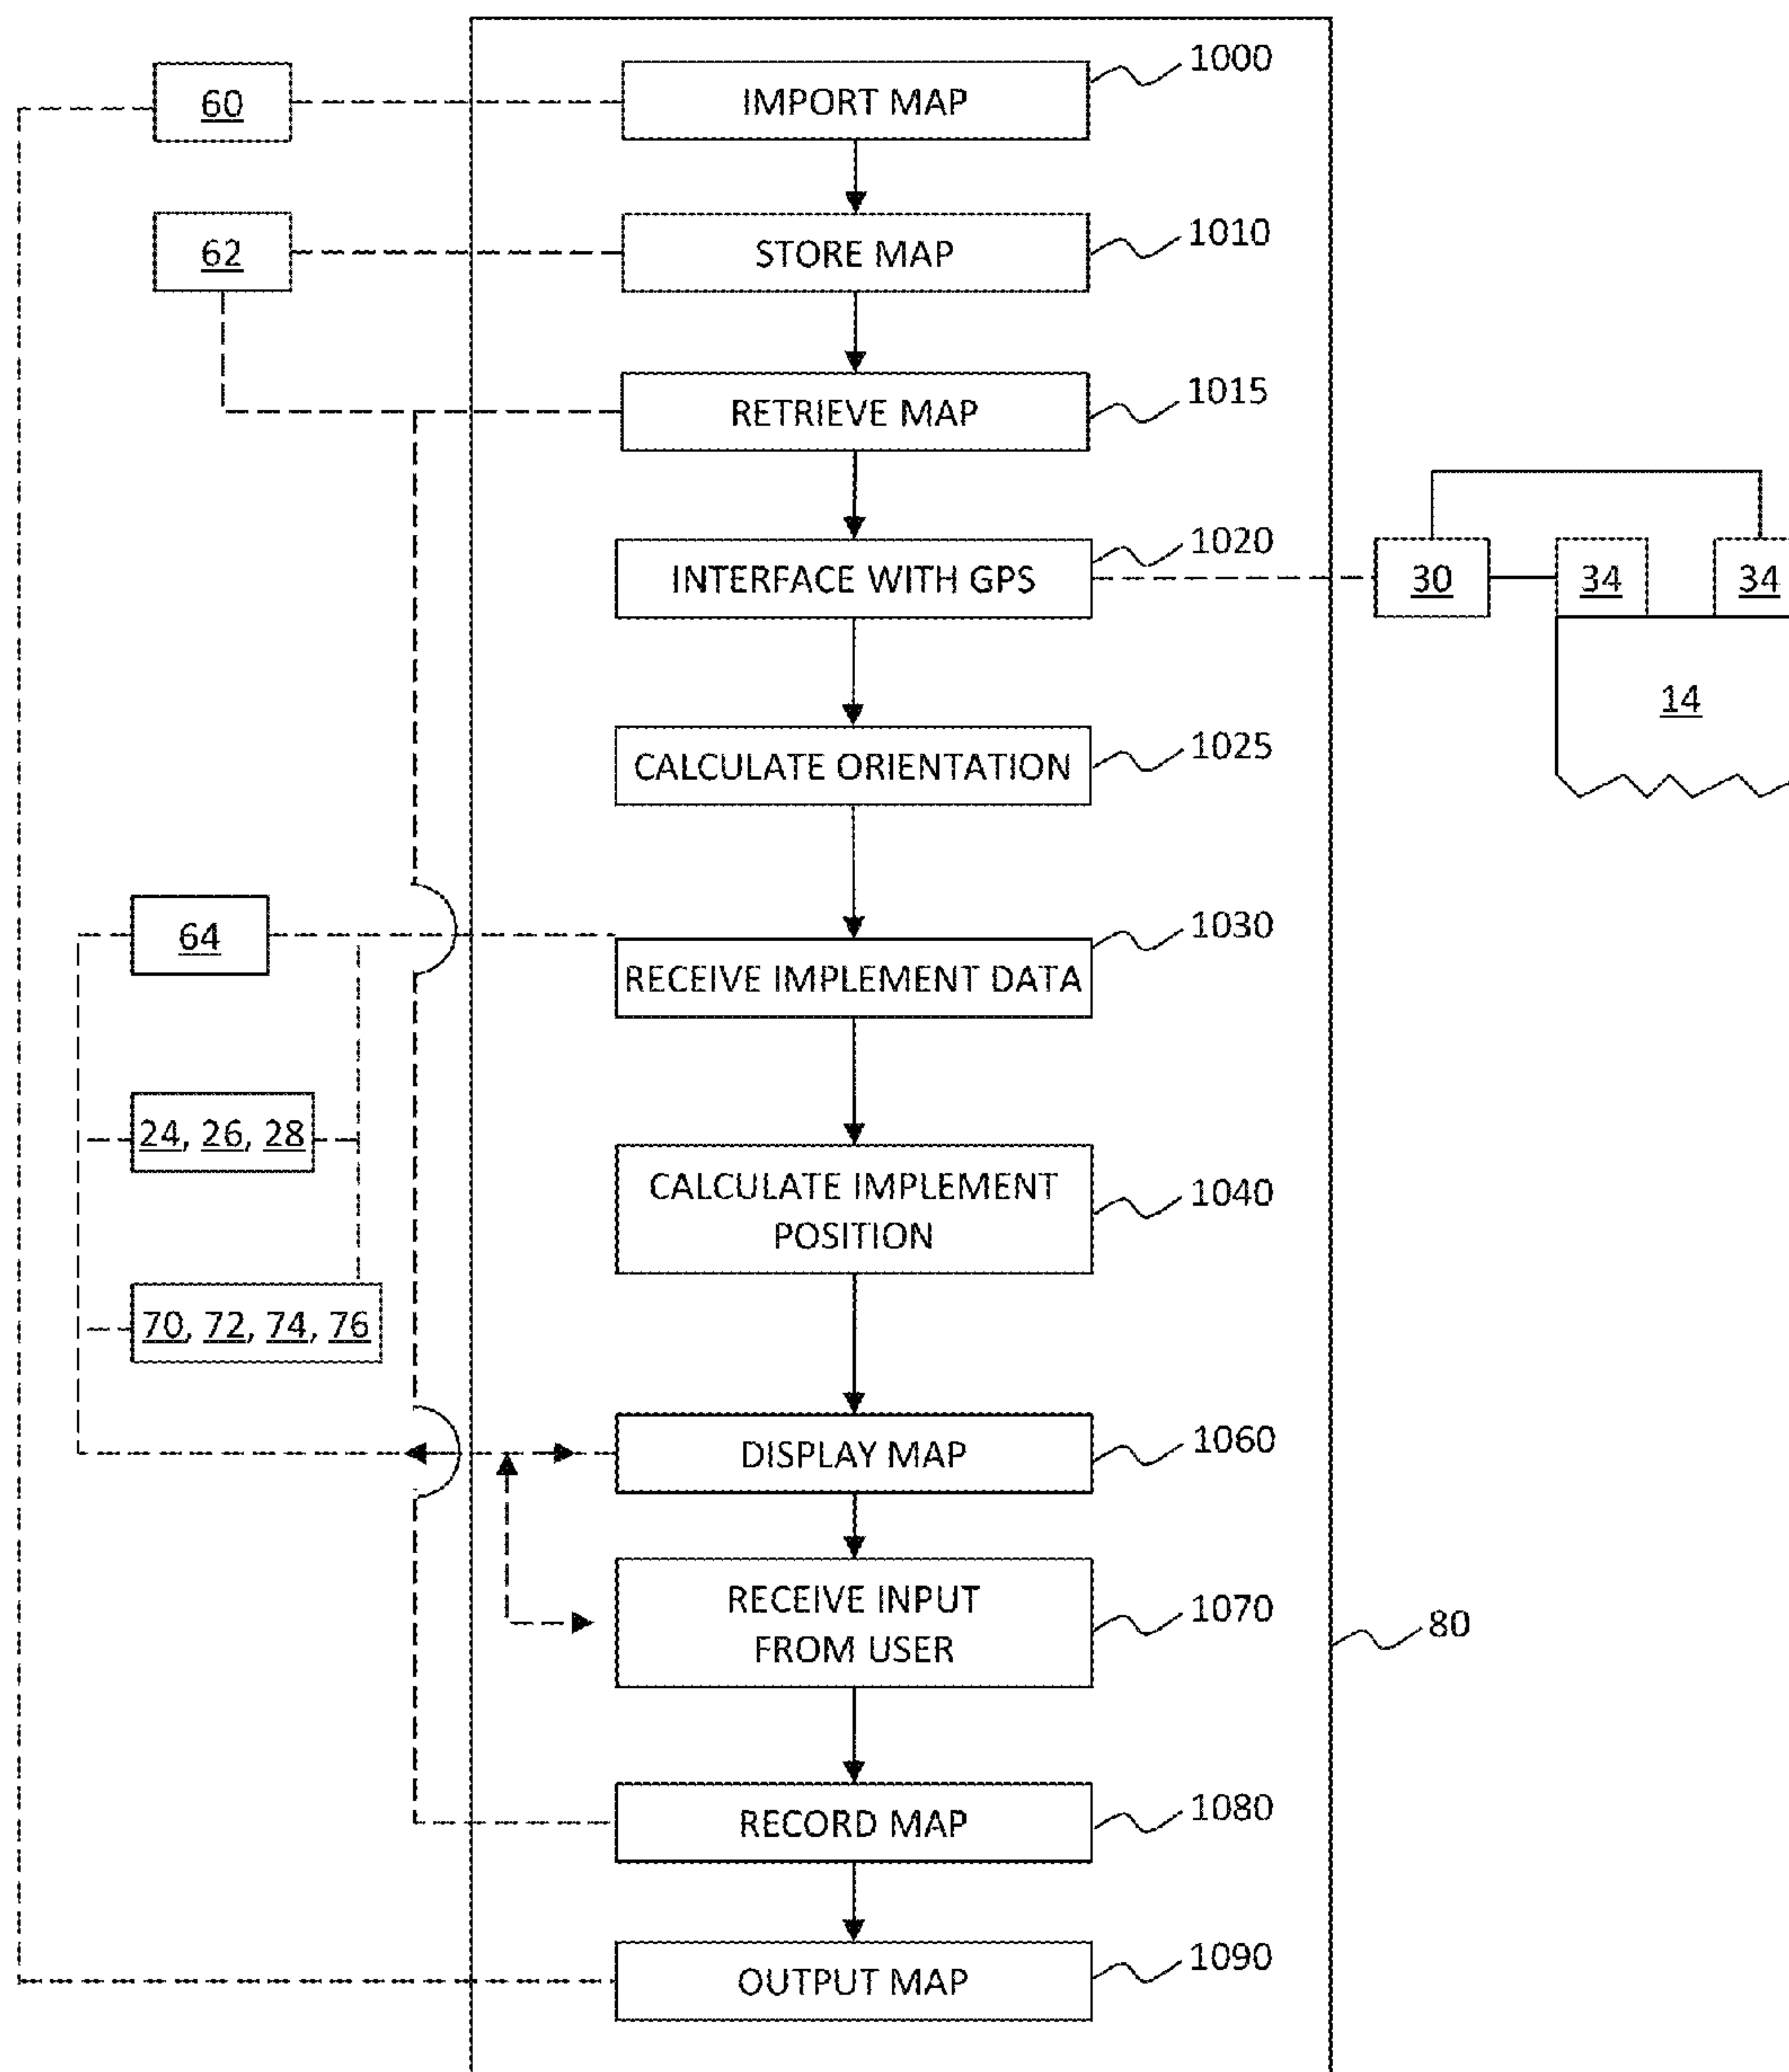 1000
60
IMPORT MAP
1010
62
STORE MAP
1015
RETRIEVE MAP
1020
INTERFACE WITH GPS
30
34
34
14
1025
CALCULATE ORIENTATION
1030
64
RECEIVE IMPLEMENT DATA
24, 26, 28
CALCULATE IMPLEMENT
POSITION
1040
70, 72, 74, 76
1060
DISPLAY MAP
RECEIVE INPUT
FROM USER
1070
80
1080
RECORD MAP
1090
OUTPUT MAP